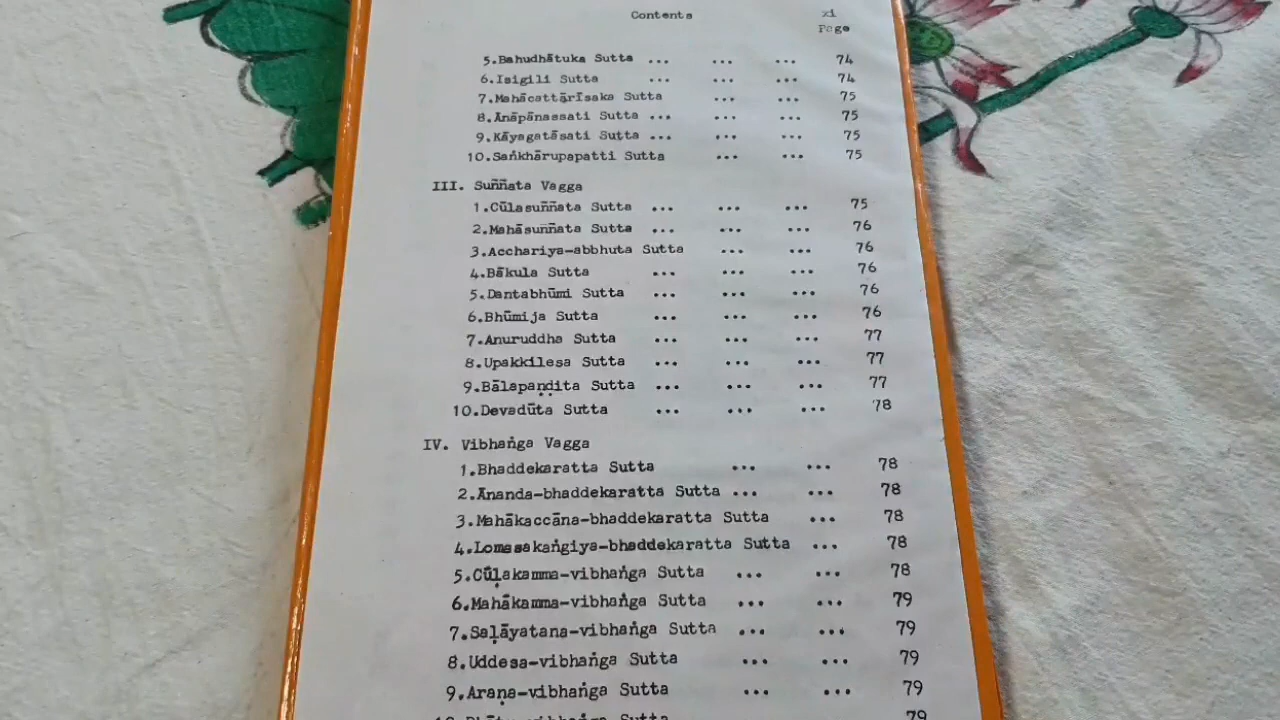 Contents xi
Page
5.Bahudhātuka Sutta ... ... ... 74
6.Isigili Sutta ... ... ... 74
7.Mahācattārīsaka Sutta ... ... 75
8.Ānāpānassati Sutta ... ... ... 75
9.Kāyagatāsati Sutta ... ... ... 75
10.Saṅkhārupapatti Sutta ... ... 75
III. Suññata Vagga
1.Cūlasuññata Sutta ... ... ... 75
2.Mahāsuññata Sutta ... ... ... 76
3.Acchariya-abbhuta Sutta ... ... 76
4.Bākula Sutta ... ... ... 76
5.Dantabhūmi Sutta ... ... ... 76
6.Bhūmija Sutta ... ... ... 76
7.Anuruddha Sutta ... ... ... 77
8.Upakkilesa Sutta ... ... ... 77
9.Bālapaṇḍita Sutta ... ... ... 77
10.Devadūta Sutta ... ... ... 78
IV. Vibhaṅga Vagga
1.Bhaddekaratta Sutta ... ... 78
2.Ānanda-bhaddekaratta Sutta ... ... 78
3.Mahākaccāna-bhaddekaratta Sutta ... 78
4.Lomasakaṅgiya-bhaddekaratta Sutta ... 78
5.Cūḷakamma-vibhaṅga Sutta ... ... 78
6.Mahākamma-vibhaṅga Sutta ... ... 79
7.Saḷāyatana-vibhaṅga Sutta ... ... 79
8.Uddesa-vibhaṅga Sutta ... ... 79
9.Araṇa-vibhaṅga Sutta ... ... 79
Sutta 79